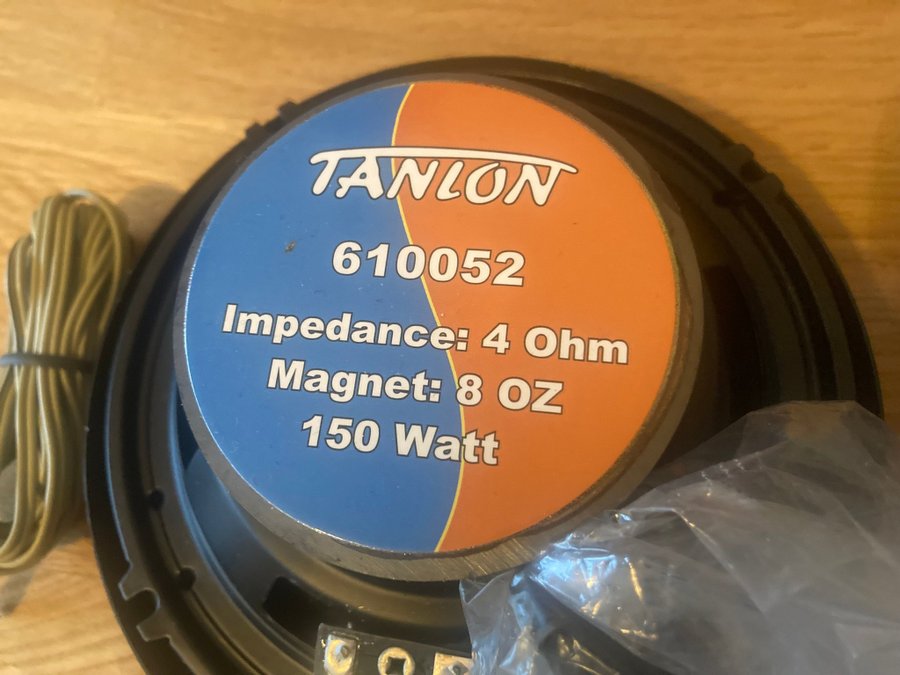 TANLON
610052
Impedance: 4 Ohm
Magnet: 8 OZ
150 Watt